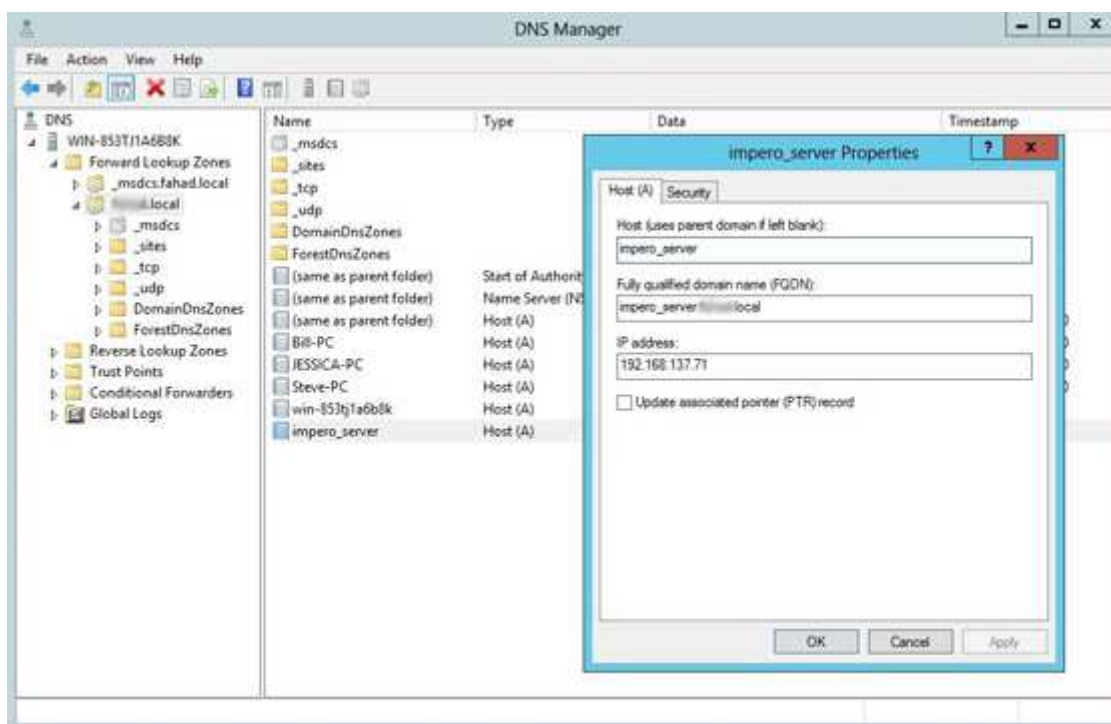 DNS Manager
File Action View Help
DNS
WIN-853TJ1A6B8K
Forward Lookup Zones
_msdcs.fahad.local
.local
_msdcs
_sites
_tcp
_udp
DomainDnsZones
ForestDnsZones
Reverse Lookup Zones
Trust Points
Conditional Forwarders
Global Logs
Name Type Data Timestamp
_msdcs
_sites
_tcp
_udp
DomainDnsZones
ForestDnsZones
(same as parent folder) Start of Authority
(same as parent folder) Name Server (NS
(same as parent folder) Host (A)
Bill-PC Host (A)
JESSICA-PC Host (A)
Steve-PC Host (A)
win-853tj1a6b8k Host (A)
impero_server Host (A)
impero_server Properties
Host (A) Security
Host (uses parent domain if left blank):
impero_server
Fully qualified domain name (FQDN):
impero_server local
IP address:
192.168.137.71
Update associated pointer (PTR) record
OK Cancel Apply